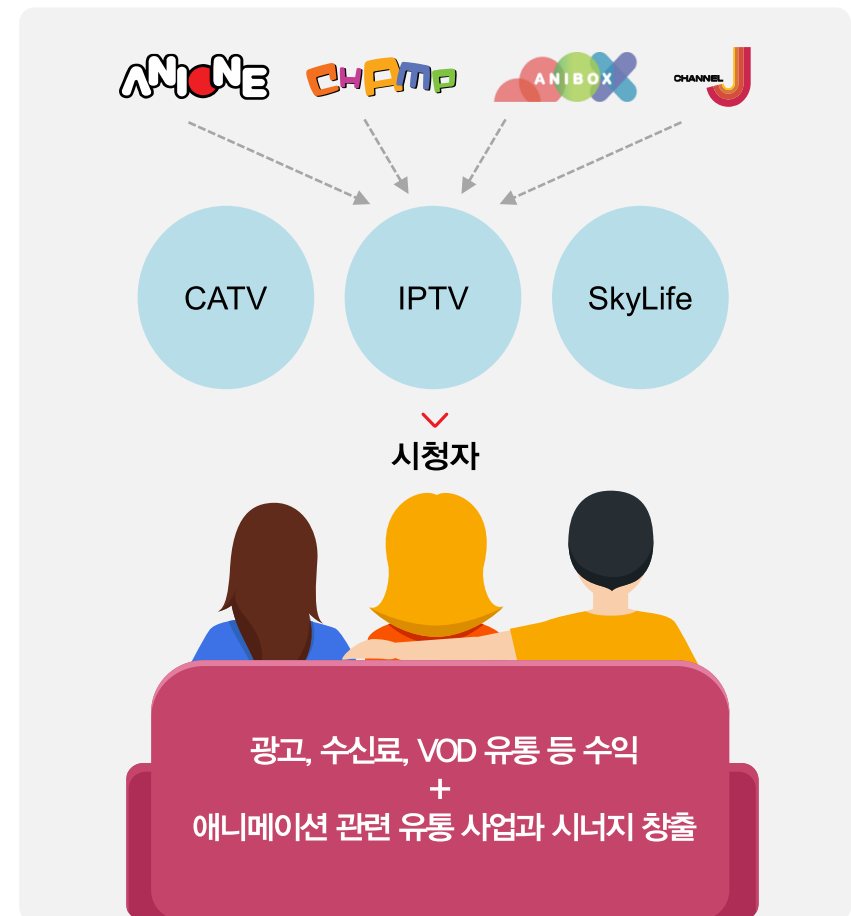 ANIONE
CHAMP
ANIBOX
CHANNEL J
CATV
IPTV
SkyLife
시청자
광고, 수신료, VOD 유통 등 수익
+
애니메이션 관련 유통 사업과 시너지 창출